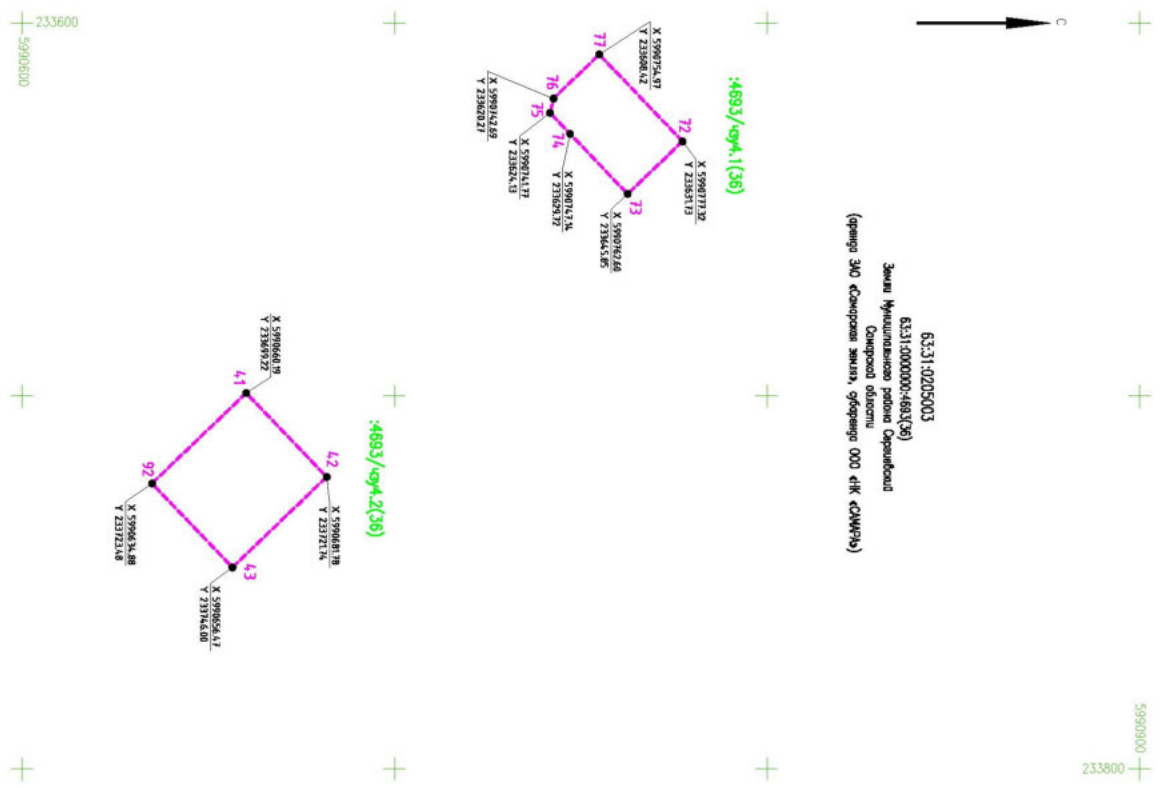 233600
5990600
С
:4693/чзу4.1(36)
77
X 5990754.97
Y 233608.42
72
X 5990777.32
Y 233631.73
76
X 5990742.69
Y 233620.27
75
X 5990741.77
Y 233624.13
74
X 5990747.14
Y 233629.72
73
X 5990762.60
Y 233645.85
63:31:0205003
63:31:0000000:4693(36)
Земли Муниципального района Сергиевский
Самарской области
(аренда ЗАО «Самарская земля», субаренда ООО «НК «САМАРА»)
:4693/чзу4.2(36)
41
X 5990660.19
Y 233699.22
42
X 5990681.78
Y 233721.74
92
X 5990634.88
Y 233723.48
43
X 5990656.47
Y 233746.00
5990900
233800